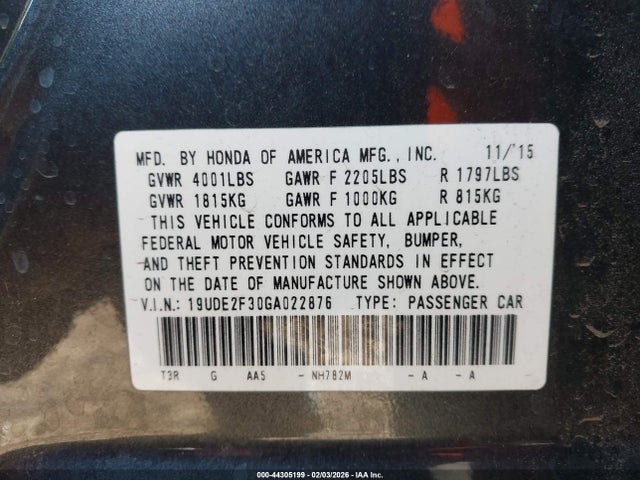 MFD. BY HONDA OF AMERICA MFG., INC. 11/'15
GVWR 4001LBS GAWR F 2205LBS R 1797LBS
GVWR 1815KG GAWR F 1000KG R 815KG
THIS VEHICLE CONFORMS TO ALL APPLICABLE
FEDERAL MOTOR VEHICLE SAFETY, BUMPER,
AND THEFT PREVENTION STANDARDS IN EFFECT
ON THE DATE OF MANUFACTURE SHOWN ABOVE.
V.I.N.: 19UDE2F30GA022876 TYPE: PASSENGER CAR
T3R G AA5 - NH782M - A - A
000-44305199 - 02/03/2026 - IAA Inc.